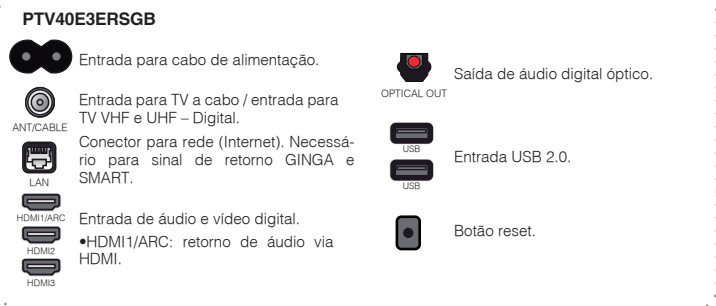 PTV40E3ERSGB
Entrada para cabo de alimentação.
ANT/CABLE
Entrada para TV a cabo / entrada para
TV VHF e UHF – Digital.
LAN
Conector para rede (Internet). Necessá-
rio para sinal de retorno GINGA e
SMART.
HDMI1/ARC
HDMI2
HDMI3
Entrada de áudio e vídeo digital.
•HDMI1/ARC: retorno de áudio via
HDMI.
OPTICAL OUT
Saída de áudio digital óptico.
USB
USB
Entrada USB 2.0.
Botão reset.